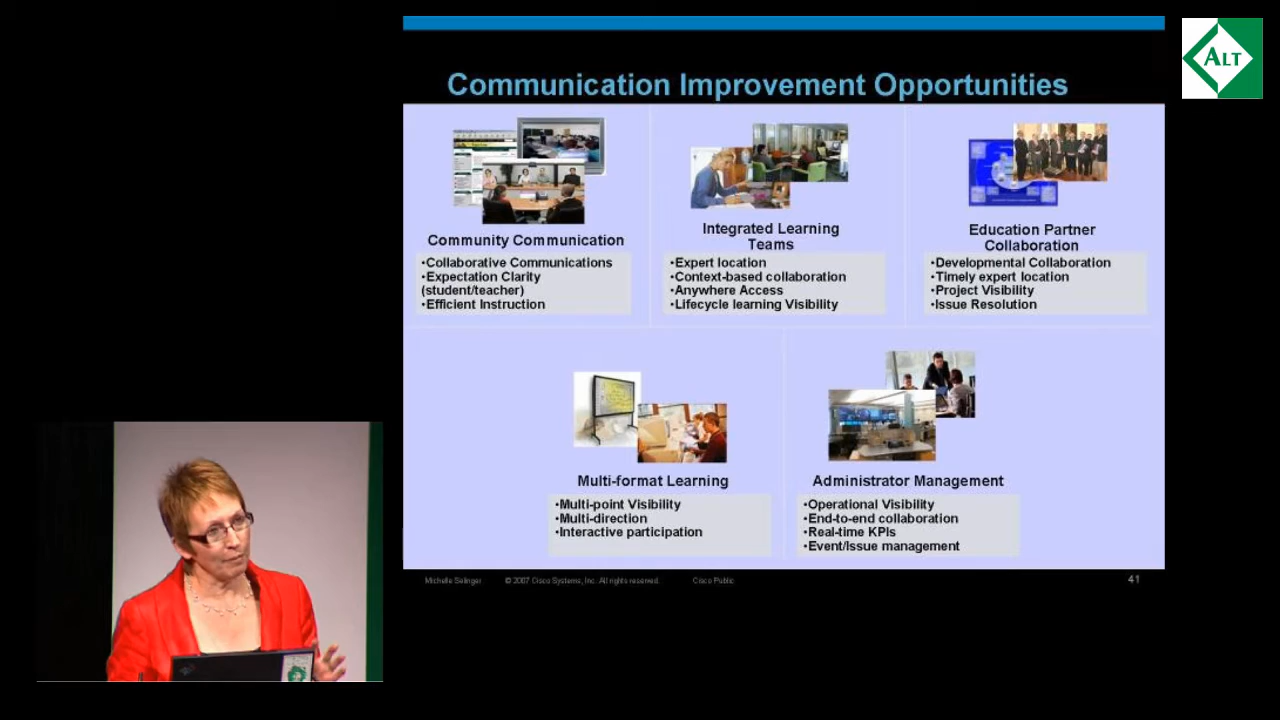 Communication Improvement Opportunities
ALT
Community Communication
•Collaborative Communications
•Expectation Clarity
(student/teacher)
•Efficient Instruction
Integrated Learning
Teams
•Expert location
•Context-based collaboration
•Anywhere Access
•Lifecycle learning Visibility
Education Partner
Collaboration
•Developmental Collaboration
•Timely expert location
•Project Visibility
•Issue Resolution
Multi-format Learning
•Multi-point Visibility
•Multi-direction
•Interactive participation
Administrator Management
•Operational Visibility
•End-to-end collaboration
•Real-time KPIs
•Event/Issue management
Michelle Selinger © 2007 Cisco Systems, Inc. All rights reserved. Cisco Public 41